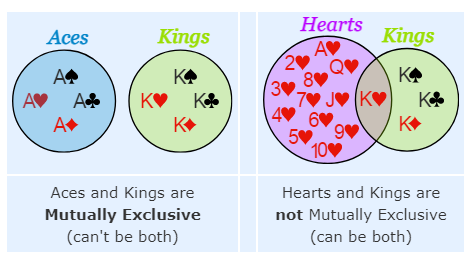 Aces
Kings
A♠
A♥ A♣
A♦
K♠
K♥ K♣
K♦
Hearts
Kings
A♥
2♥ Q♥
8♥
3♥
7♥ J♥
4♥ 6♥
5♥ 9♥
10♥
K♥
K♠
K♣
K♦
Aces and Kings are
Mutually Exclusive
(can't be both)
Hearts and Kings are
not Mutually Exclusive
(can be both)